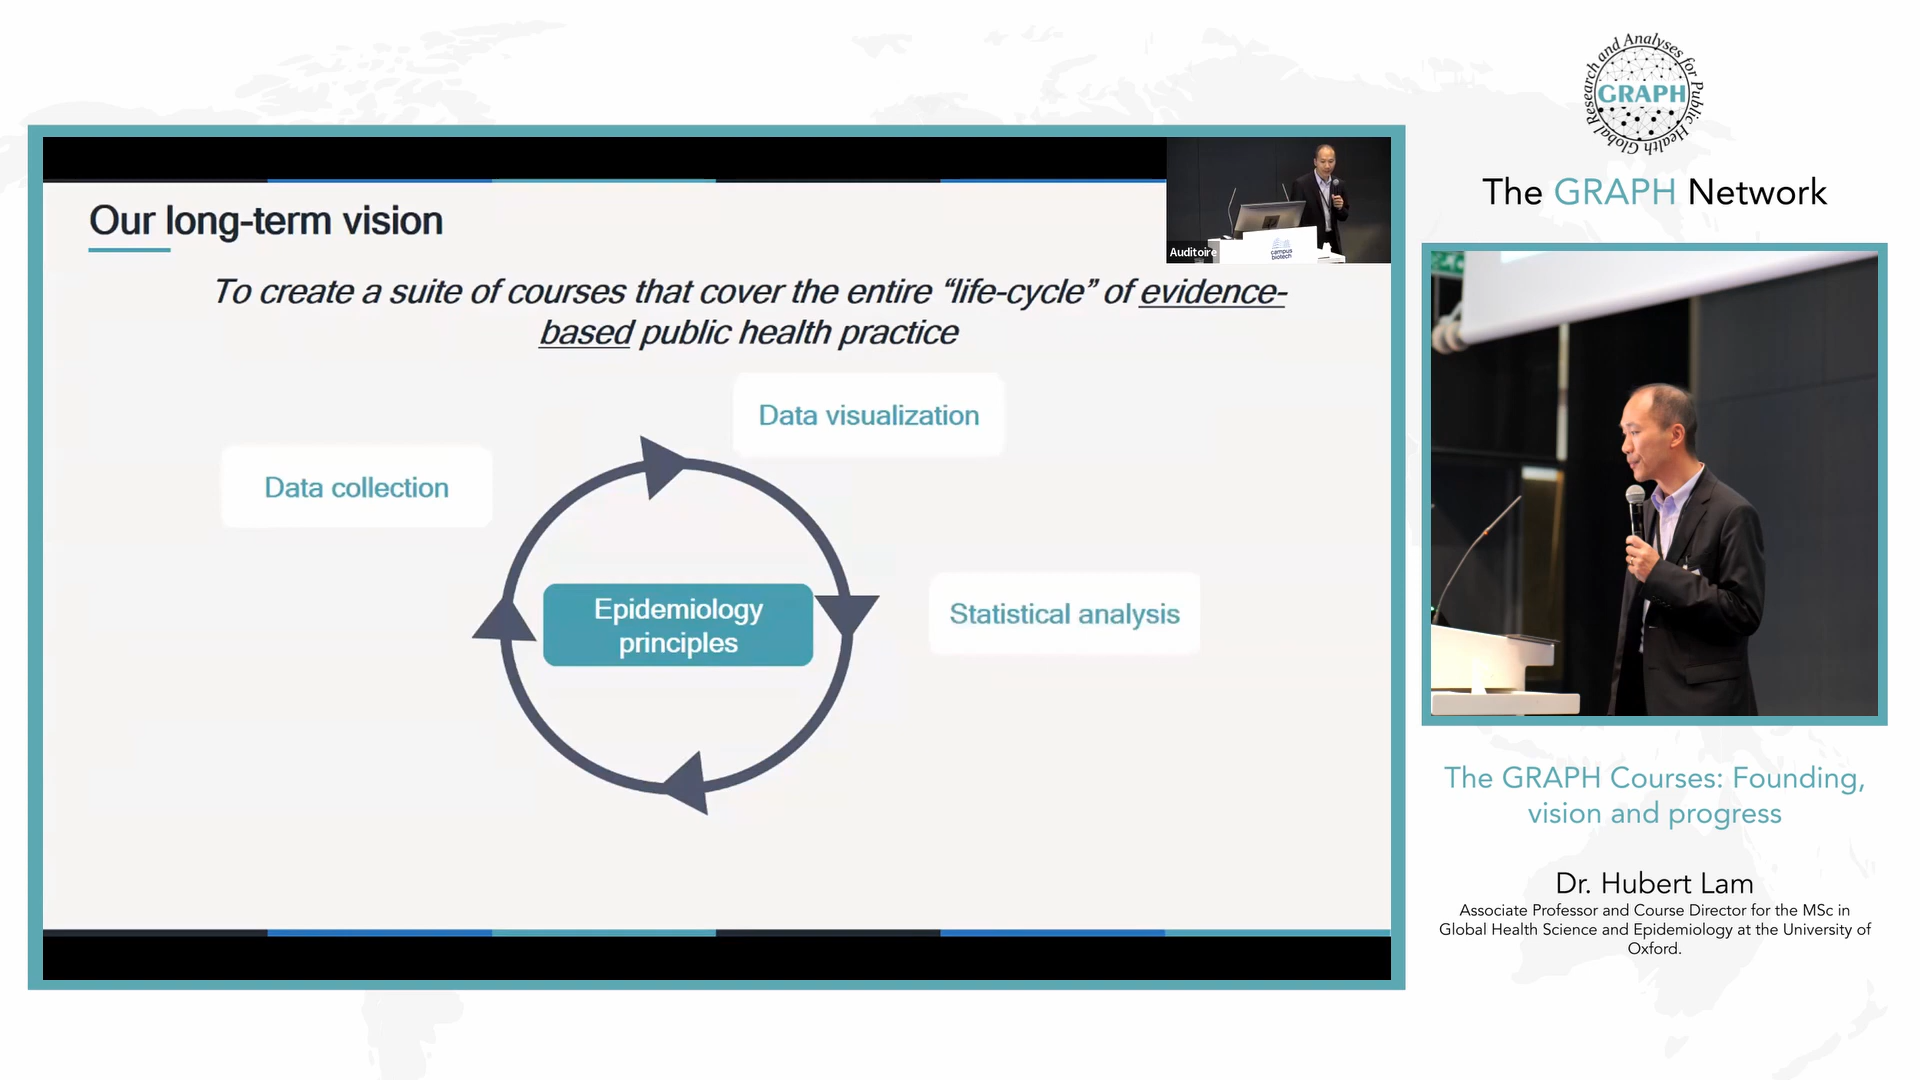 Our long-term vision
To create a suite of courses that cover the entire “life-cycle” of evidence-
based public health practice
Data visualization
Data collection
Epidemiology
principles
Statistical analysis
Auditoire
campus
biotech
Global Research and Analyses for Public Health
GRAPH
The GRAPH Network
The GRAPH Courses: Founding,
vision and progress
Dr. Hubert Lam
Associate Professor and Course Director for the MSc in
Global Health Science and Epidemiology at the University of
Oxford.